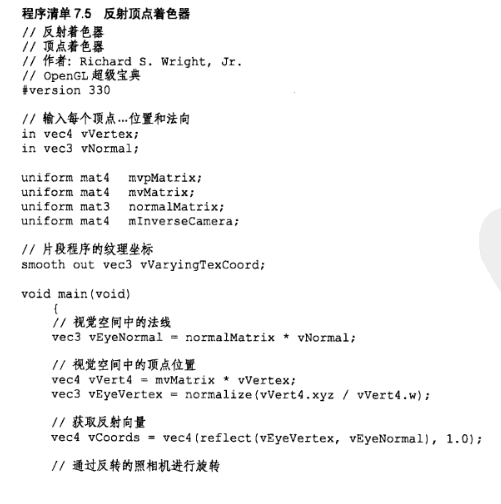 程序清单 7.5 反射顶点着色器
// 反射着色器
// 顶点着色器
// 作者: Richard S. Wright, Jr.
// OpenGL 超级宝典
#version 330
// 输入每个顶点…位置和法向
in vec4 vVertex;
in vec3 vNormal;
uniform mat4 mvpMatrix;
uniform mat4 mvMatrix;
uniform mat3 normalMatrix;
uniform mat4 mInverseCamera;
// 片段程序的纹理坐标
smooth out vec3 vVaryingTexCoord;
void main(void)
{
// 视觉空间中的法线
vec3 vEyeNormal = normalMatrix * vNormal;
// 视觉空间中的顶点位置
vec4 vVert4 = mvMatrix * vVertex;
vec3 vEyeVertex = normalize(vVert4.xyz / vVert4.w);
// 获取反射向量
vec4 vCoords = vec4(reflect(vEyeVertex, vEyeNormal), 1.0);
// 通过反转的照相机进行旋转